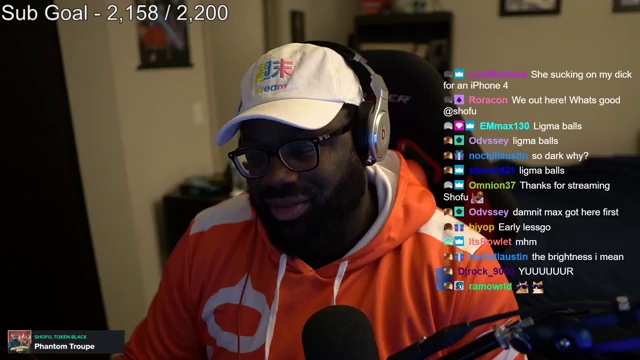 Sub Goal - 2,158 / 2,200
She sucking on my dick
for an iPhone 4
Roracon We out here! Whats good
@shofu
EMmax130 Ligma balls
Odvssey ligma balls
so dark why?
ligma balls
Omnion37 Thanks for streaming
Shofu
Odvssey damnit max got here first
Early lessgo
mhm
the brightness i mean
YUUUUUUR
ramowrld
SHOFU, TOKEN BLACK
Phantom Troupe